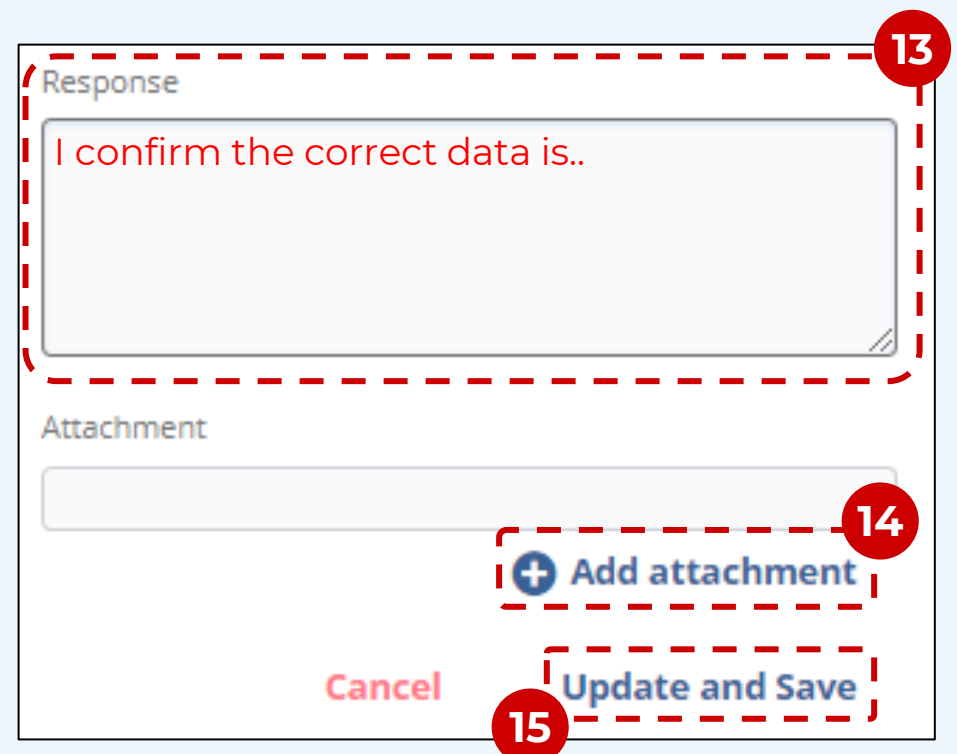 13
Response
I confirm the correct data is..
Attachment
14
Add attachment
Cancel Update and Save
15